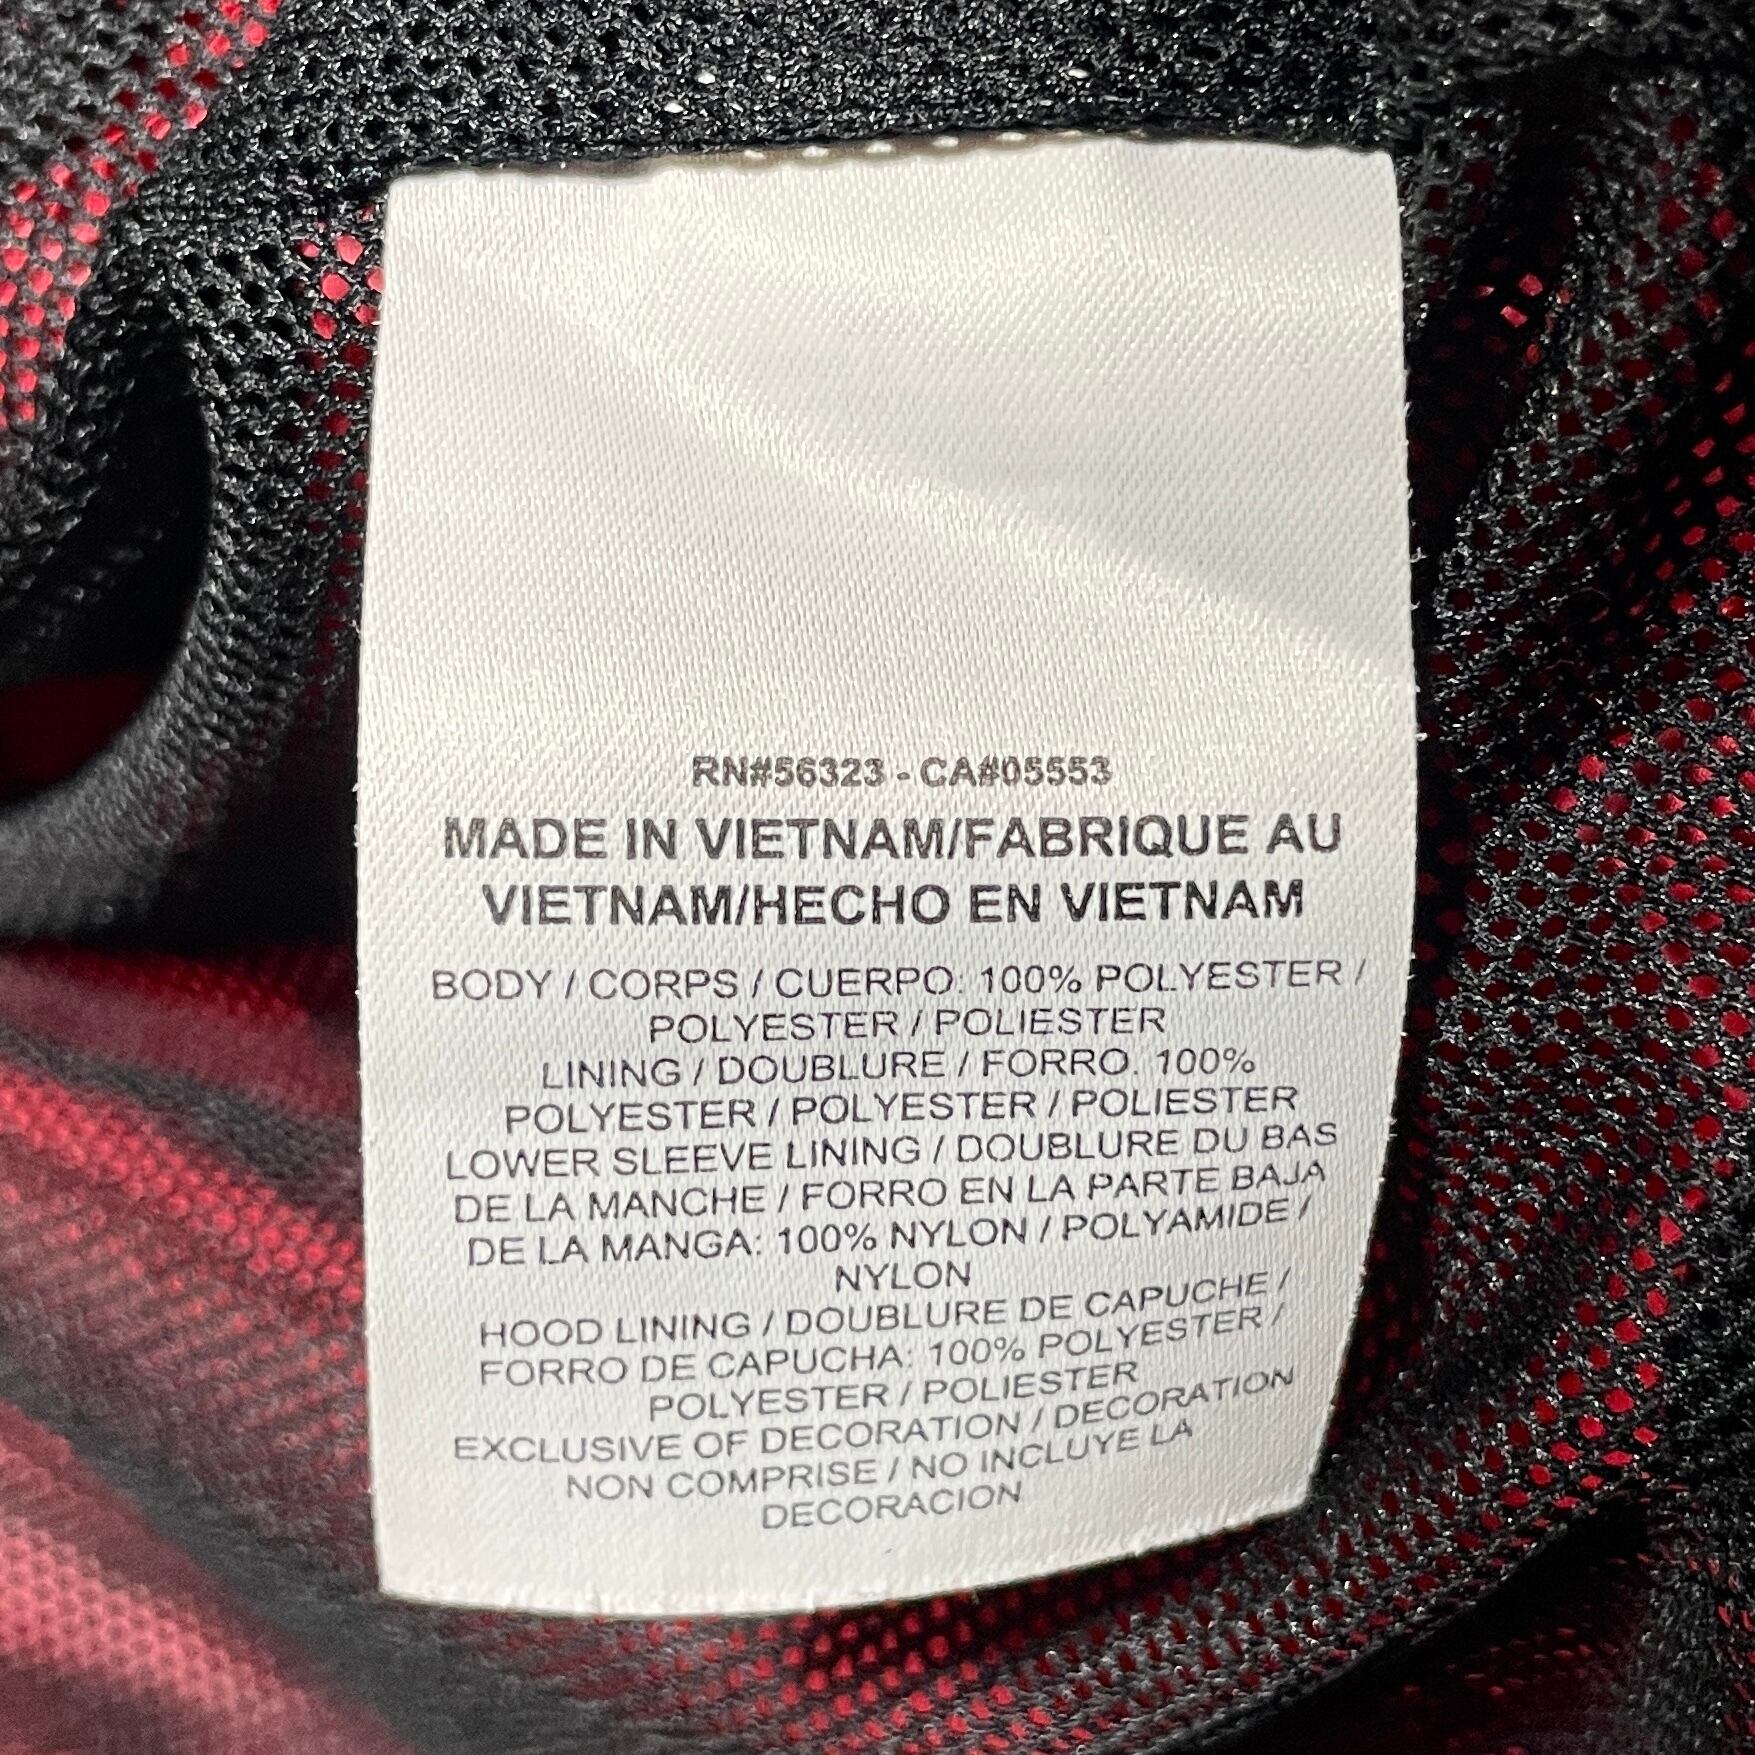 RN#56323 - CA#05553
MADE IN VIETNAM/FABRIQUE AU
VIETNAM/HECHO EN VIETNAM
BODY / CORPS / CUERPO: 100% POLYESTER /
POLYESTER / POLIESTER
LINING / DOUBLURE / FORRO: 100%
POLYESTER / POLYESTER / POLIESTER
LOWER SLEEVE LINING / DOUBLURE DU BAS
DE LA MANCHE / FORRO EN LA PARTE BAJA
DE LA MANGA: 100% NYLON / POLYAMIDE /
NYLON
HOOD LINING / DOUBLURE DE CAPUCHE /
FORRO DE CAPUCHA: 100% POLYESTER /
POLYESTER / POLIESTER
EXCLUSIVE OF DECORATION / DECORATION
NON COMPRISE / NO INCLUYE LA
DECORACION